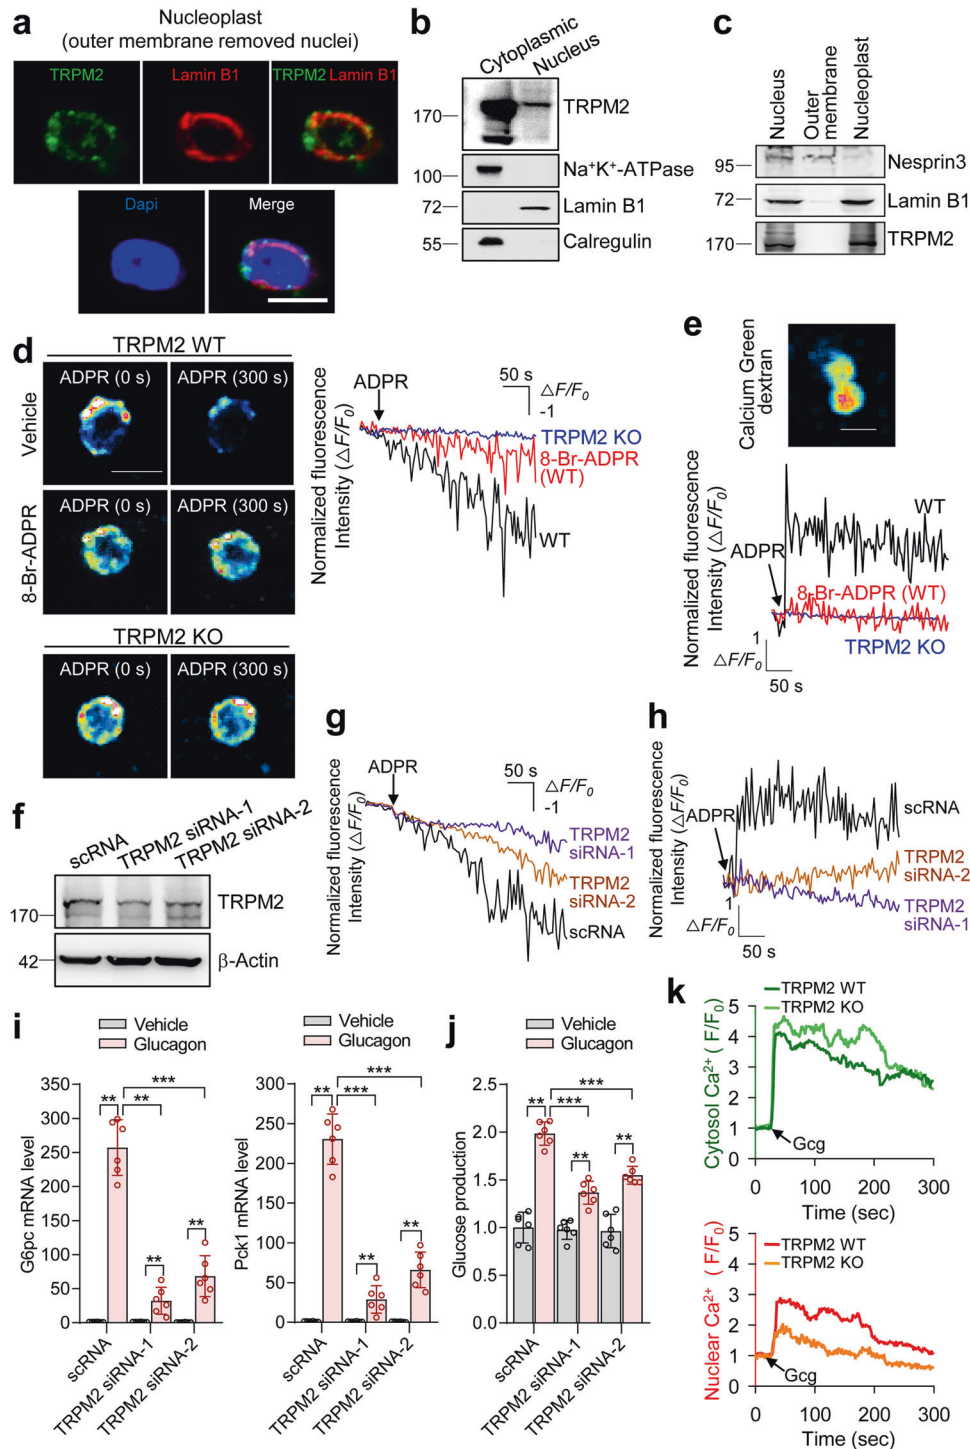 a
Nucleoplast
(outer membrane removed nuclei)
TRPM2
Lamin B1
TRPM2 Lamin B1
Dapi
Merge
b
Cytoplasmic
Nucleus
170
TRPM2
100
Na⁺K⁺-ATPase
72
Lamin B1
55
Calregulin
c
Nucleus
Outer
membrane
Nucleoplast
95
Nesprin3
72
Lamin B1
170
TRPM2
d
TRPM2 WT
Vehicle
ADPR (0 s)
ADPR (300 s)
8-Br-ADPR
ADPR (0 s)
ADPR (300 s)
TRPM2 KO
ADPR (0 s)
ADPR (300 s)
Normalized fluorescence
Intensity (△F/F₀)
ADPR
50 s
△F/F₀
-1
TRPM2 KO
8-Br-ADPR
(WT)
WT
e
Calcium Green
dextran
Normalized fluorescence
Intensity (△F/F₀)
ADPR
WT
8-Br-ADPR (WT)
TRPM2 KO
1
△F/F₀
50 s
f
scRNA
TRPM2 siRNA-1
TRPM2 siRNA-2
170
TRPM2
42
β-Actin
g
Normalized fluorescence
Intensity (△F/F₀)
ADPR
50 s
△F/F₀
-1
TRPM2
siRNA-1
TRPM2
siRNA-2
scRNA
h
Normalized fluorescence
Intensity (△F/F₀)
ADPR
scRNA
TRPM2
siRNA-2
TRPM2
siRNA-1
1
△F/F₀
50 s
i
Vehicle
Glucagon
G6pc mRNA level
350
300
250
200
150
100
50
0
**
**
***
**
**
scRNA
TRPM2 siRNA-1
TRPM2 siRNA-2
Vehicle
Glucagon
Pck1 mRNA level
300
250
200
150
100
50
0
**
***
***
**
**
scRNA
TRPM2 siRNA-1
TRPM2 siRNA-2
j
Vehicle
Glucagon
Glucose production
2.5
2.0
1.5
1.0
0.5
0
**
***
***
**
**
scRNA
TRPM2 siRNA-1
TRPM2 siRNA-2
k
TRPM2 WT
TRPM2 KO
Cytosol Ca²⁺ ( F/F₀)
5
4
3
2
1
0
Gcg
0 100 200 300
Time (sec)
TRPM2 WT
TRPM2 KO
Nuclear Ca²⁺ ( F/F₀)
5
4
3
2
1
0
Gcg
0 100 200 300
Time (sec)